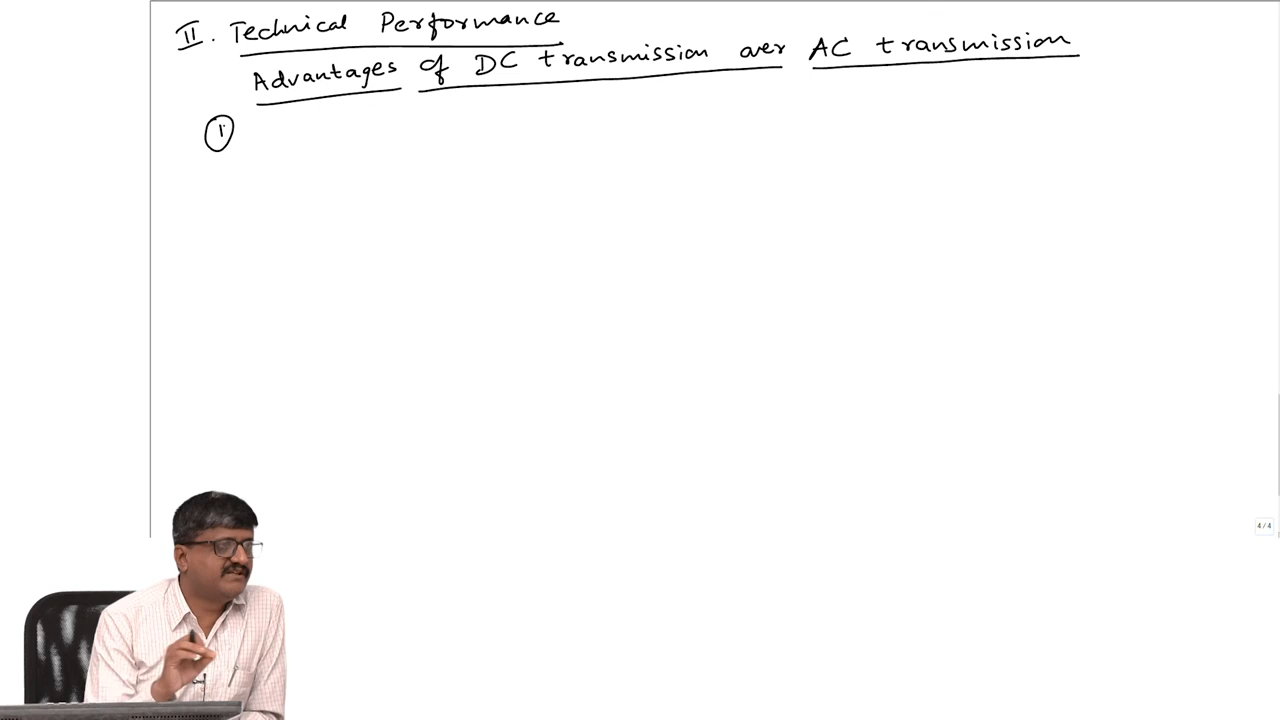 II. Technical Performance
Advantages of DC transmission over AC transmission
1
4/4